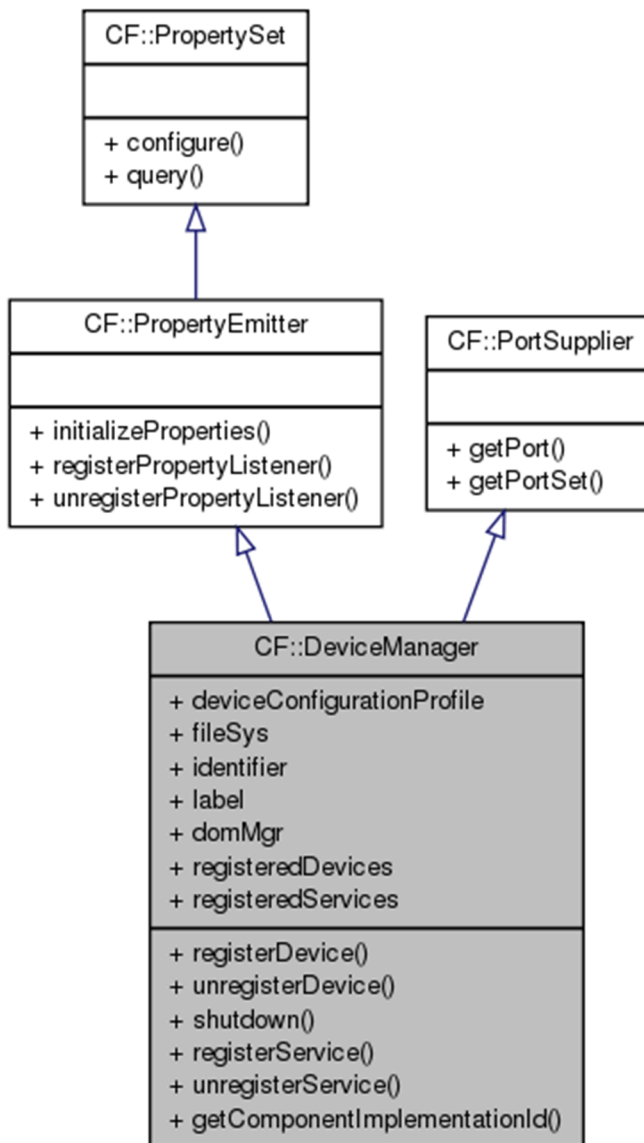 CF::PropertySet
+ configure()
+ query()
CF::PropertyEmitter
+ initializeProperties()
+ registerPropertyListener()
+ unregisterPropertyListener()
CF::PortSupplier
+ getPort()
+ getPortSet()
CF::DeviceManager
+ deviceConfigurationProfile
+ fileSys
+ identifier
+ label
+ domMgr
+ registeredDevices
+ registeredServices
+ registerDevice()
+ unregisterDevice()
+ shutdown()
+ registerService()
+ unregisterService()
+ getComponentImplementationId()